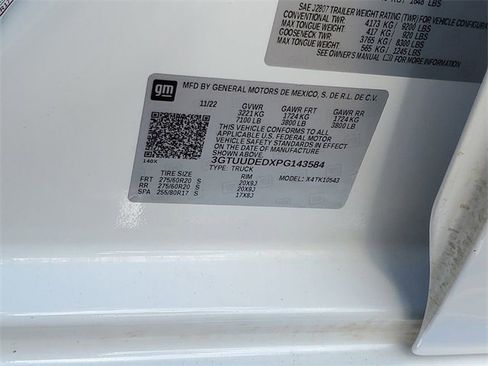 SAE J2807 TRAILER WEIGHT RATING (TWR) FOR VEHICLE CONFIGURA
CONVENTIONAL TWR 4173 KG / 9200 LBS
MAX TONGUE WT 417 KG / 920 LBS
GOOSENECK TWR 3765 KG / 8300 LBS
MAX TONGUE WT 565 KG / 1245 LBS
SEE OWNER'S MANUAL FOR MORE INFORMATION
gm
MFD BY GENERAL MOTORS DE MEXICO, S. DE R.L. DE C.V.
11/22 GVWR GAWR FRT GAWR RR
3221 KG 1724 KG 1724 KG
7100 LB 3800 LB 3800 LB
THIS VEHICLE CONFORMS TO ALL
APPLICABLE U.S. FEDERAL MOTOR
VEHICLE SAFETY STANDARDS IN EFFECT
ON THE DATE OF MANUFACTURE SHOWN ABOVE
3GTUUDEDXPG143584
TYPE: TRUCK MODEL: X4TK10543
140X
TIRE SIZE RIM
FRT 275/60R20 S 20X9J
RR 275/60R20 S 20X9J
SPA 255/80R17 S 17X8J